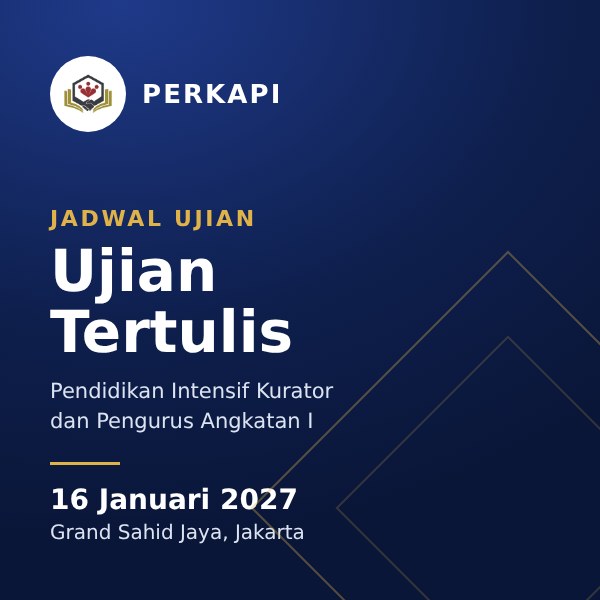 PERKAPI
JADWAL UJIAN
Ujian
Tertulis
Pendidikan Intensif Kurator
dan Pengurus Angkatan I
16 Januari 2027
Grand Sahid Jaya, Jakarta